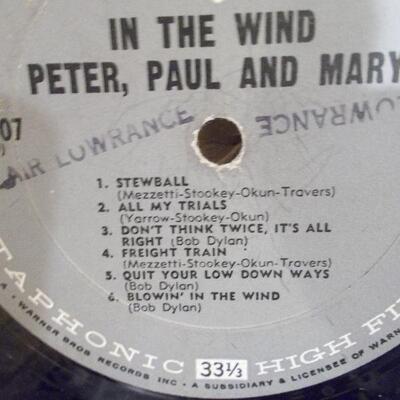 IN THE WIND
PETER, PAUL AND MARY
07
LOWRANCE
LOWRANCE
1. STEWBALL
(Mezzetti-Stookey-Okun-Travers)
2. ALL MY TRIALS
(Yarrow-Stookey-Okun)
3. DON'T THINK TWICE, IT'S ALL
RIGHT (Bob Dylan)
4. FREIGHT TRAIN
(Mezzetti-Stookey-Okun-Travers)
5. QUIT YOUR LOW DOWN WAYS
(Bob Dylan)
6. BLOWIN' IN THE WIND
(Bob Dylan)
TAPHONIC 33⅓ HIGH FI
WARNER BROS. RECORDS INC. • A SUBSIDIARY & LICENSEE OF WARN